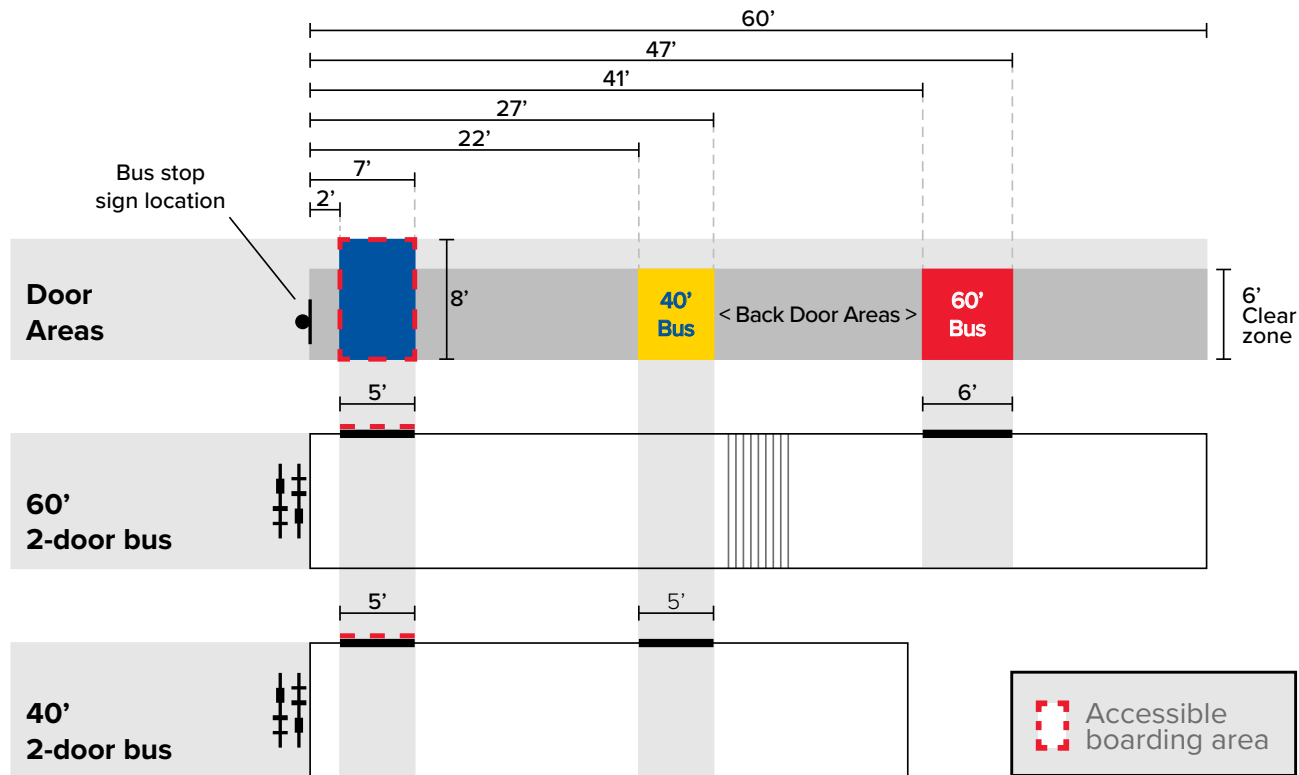 60’
47’
41’
27’
22’
7’
2’
Bus stop
sign location
Door
Areas
8’
40’
Bus
< Back Door Areas >
60’
Bus
6’
Clear
zone
5’
6’
60’
2-door bus
5’
5’
40’
2-door bus
Accessible
boarding area